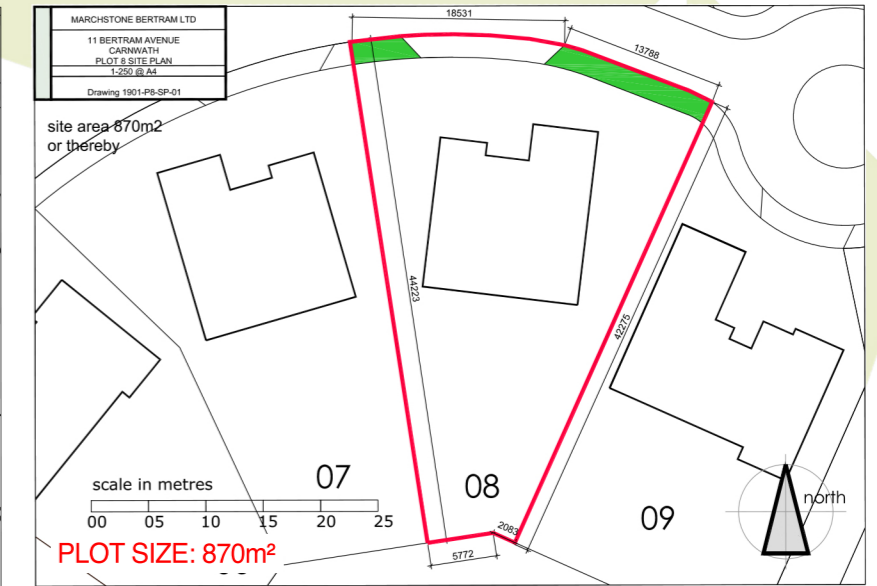 MARCHSTONE BERTRAM LTD
11 BERTRAM AVENUE
CARNWATH
PLOT 8 SITE PLAN
1-250 @ A4
Drawing 1901-P8-SP-01
site area 870m2
or thereby
18531
13788
44223
42275
07
08
09
2083
5772
scale in metres
00 05 10 15 20 25
north
PLOT SIZE: 870m²